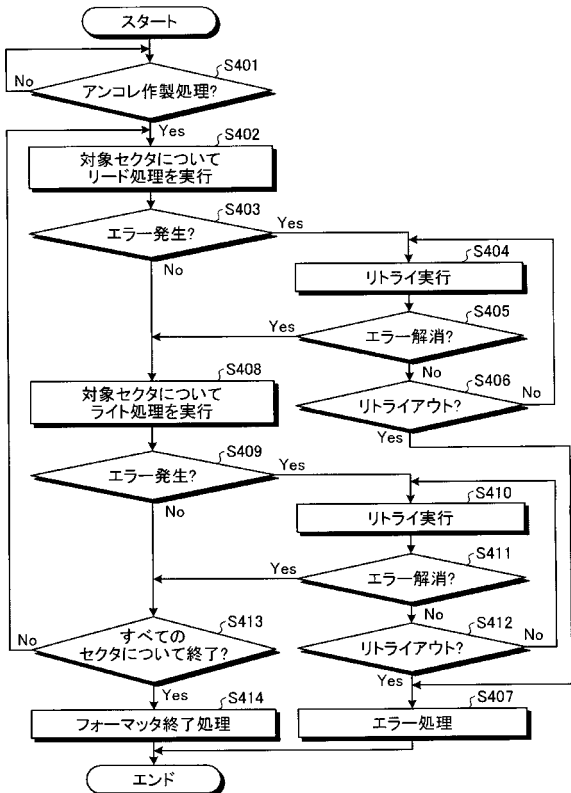 スタート
S401
アンコレ作製処理?
No
Yes
S402
対象セクタについて
リード処理を実行
S403
エラー発生?
Yes
No
S404
リトライ実行
S405
エラー解消?
Yes
No
S406
リトライアウト?
No
Yes
S408
対象セクタについて
ライト処理を実行
S409
エラー発生?
Yes
No
S410
リトライ実行
S411
エラー解消?
Yes
No
S412
リトライアウト?
No
Yes
S413
すべての
セクタについて終了?
No
Yes
S414
フォーマッタ終了処理
S407
エラー処理
エンド